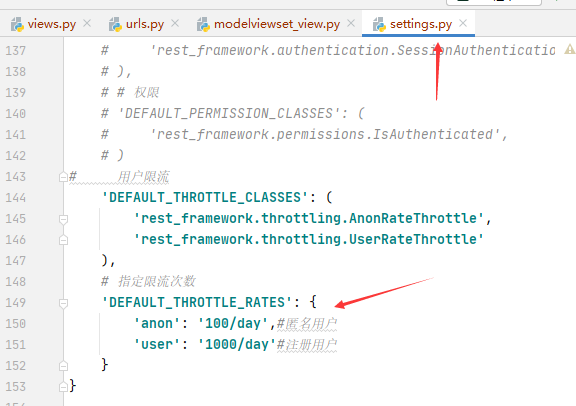 views.py urls.py modelviewset_view.py settings.py
137 # 'rest_framework.authentication.SessionAuthentication
138 # ),
139 # # 权限
140 # 'DEFAULT_PERMISSION_CLASSES': (
141 # 'rest_framework.permissions.IsAuthenticated',
142 # )
143 # 用户限流
144 'DEFAULT_THROTTLE_CLASSES': (
145 'rest_framework.throttling.AnonRateThrottle',
146 'rest_framework.throttling.UserRateThrottle'
147 ),
148 # 指定限流次数
149 'DEFAULT_THROTTLE_RATES': {
150 'anon': '100/day',#匿名用户
151 'user': '1000/day'#注册用户
152 }
153 }
154